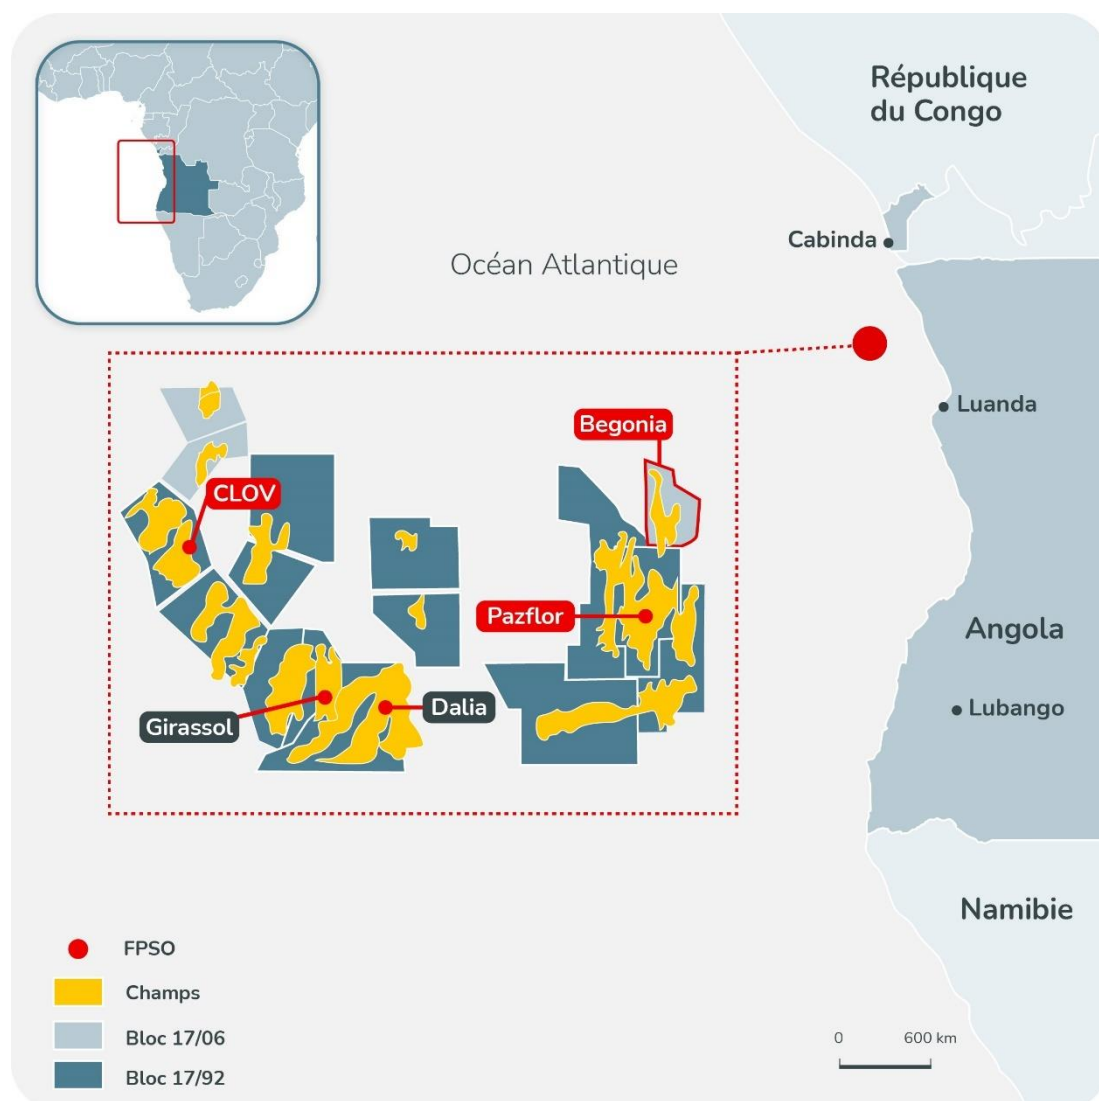 République
du Congo
Cabinda
Océan Atlantique
Luanda
Begonia
CLOV
Pazflor
Angola
Dalia
Lubango
Girassol
Namibie
FPSO
Champs
Bloc 17/06
Bloc 17/92
0 600 km